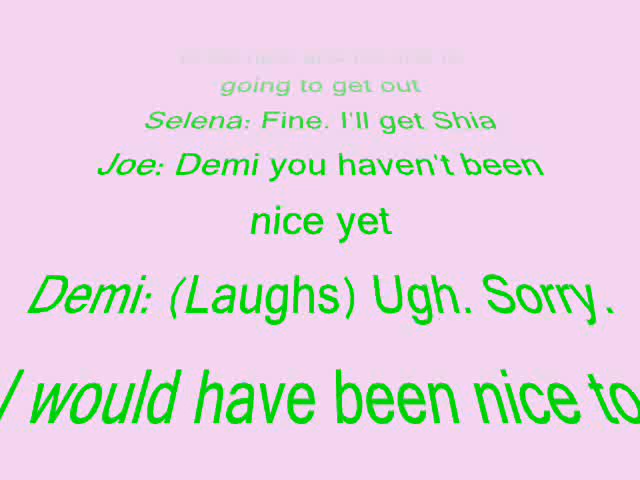 going to get out
Selena: Fine. I'll get Shia
Joe: Demi you haven't been
nice yet
Demi: (Laughs) Ugh. Sorry.
I would have been nice to